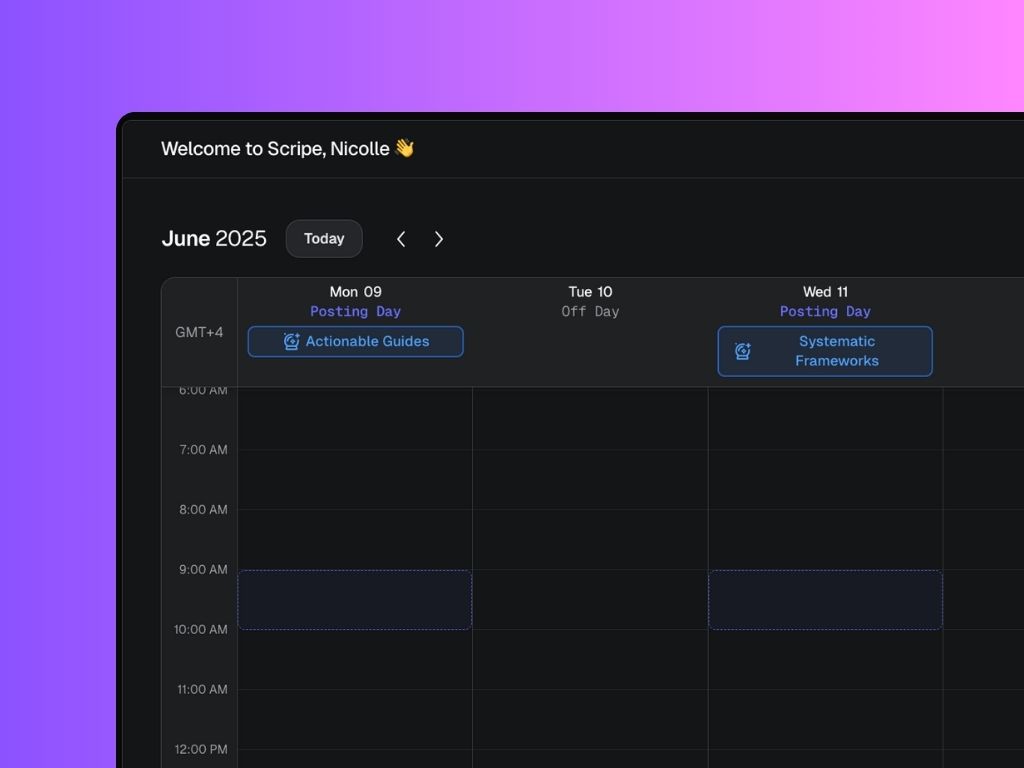 Welcome to Scripe, Nicolle 👋
June 2025
Today
Mon 09
Posting Day
Actionable Guides
Tue 10
Off Day
Wed 11
Posting Day
Systematic
Frameworks
GMT+4
6:00 AM
7:00 AM
8:00 AM
9:00 AM
10:00 AM
11:00 AM
12:00 PM